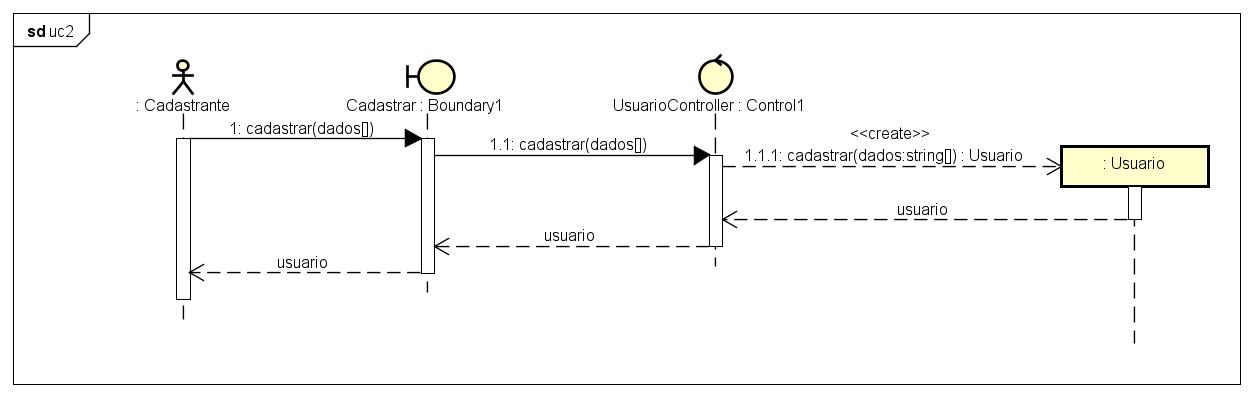 sd uc2
: Cadastrante
Cadastrar : Boundary1
UsuarioController : Control1
1: cadastrar(dados[])
1.1: cadastrar(dados[])
<<create>>
1.1.1: cadastrar(dados:string[]) : Usuario
: Usuario
usuario
usuario
usuario